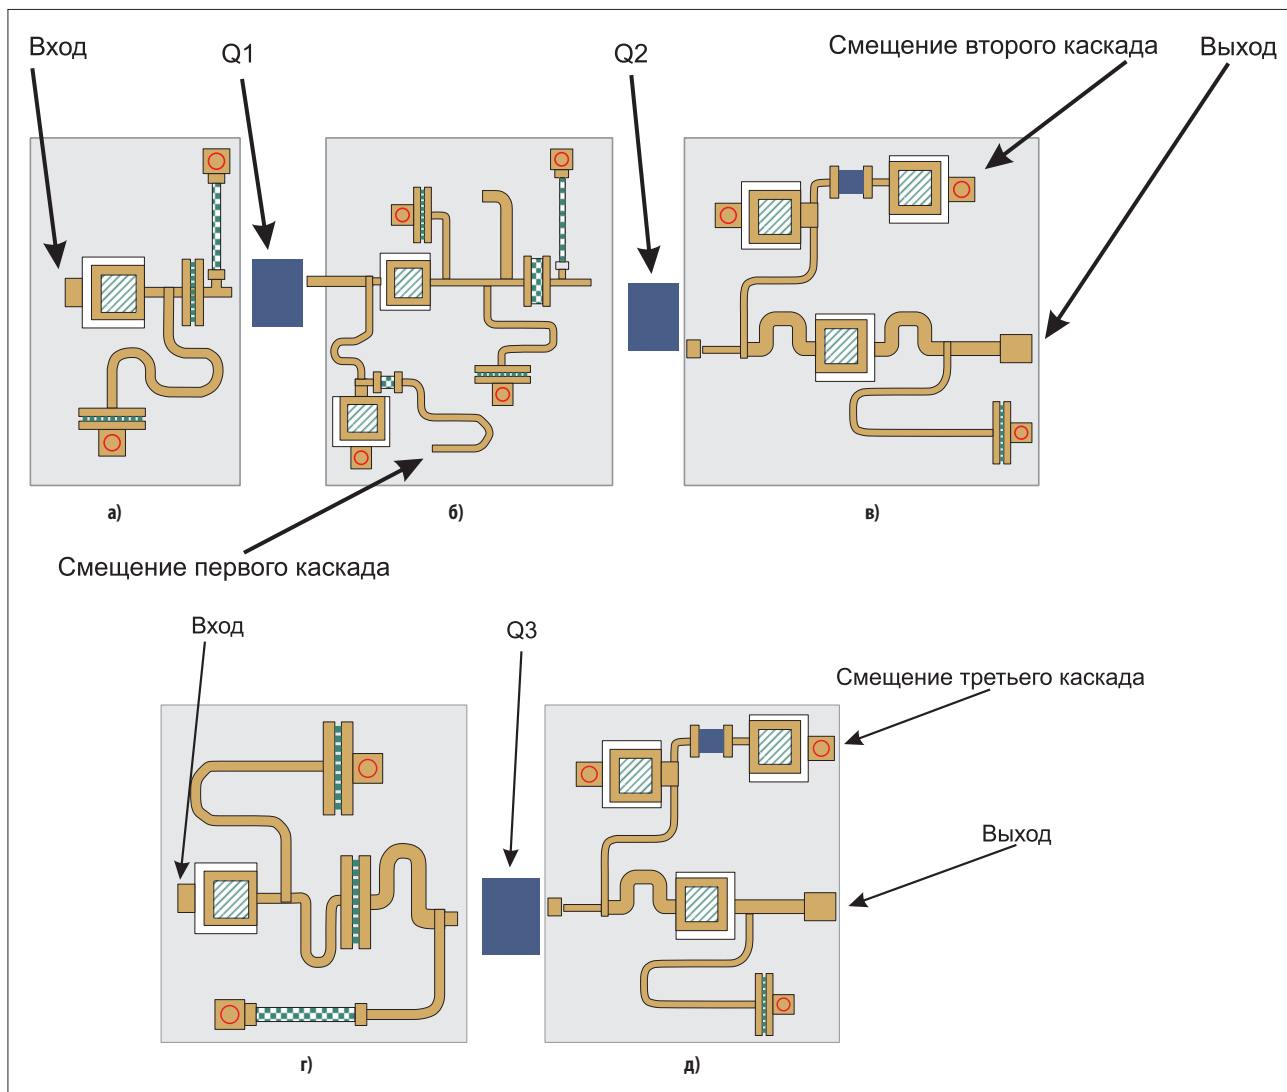 Вход
Q1
Q2
Смещение второго каскада
Выход
а)
б)
в)
Смещение первого каскада
Вход
Q3
Смещение третьего каскада
Выход
г)
д)